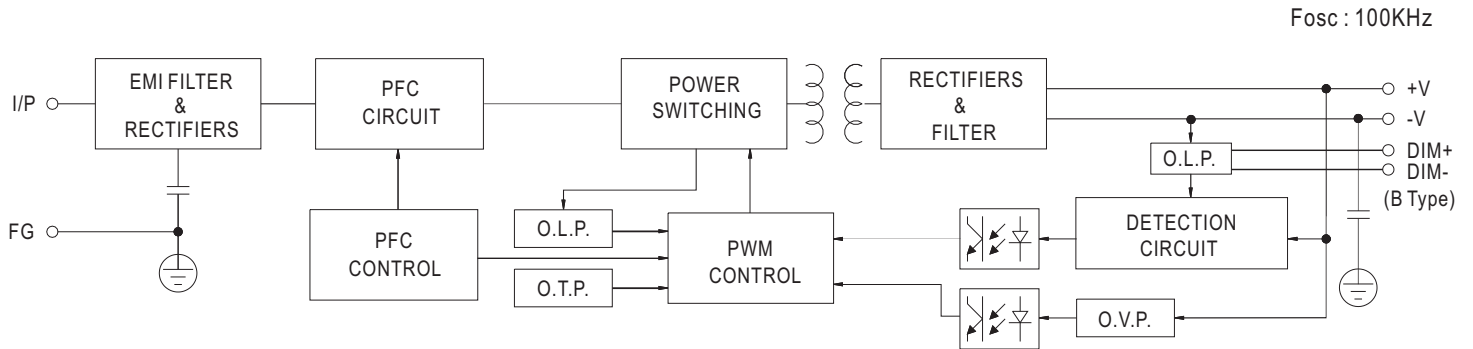 Fosc : 100KHz
I/P
EMI FILTER
&
RECTIFIERS
PFC
CIRCUIT
POWER
SWITCHING
RECTIFIERS
&
FILTER
+V
-V
DIM+
DIM-
(B Type)
O.L.P.
FG
PFC
CONTROL
O.L.P.
O.T.P.
PWM
CONTROL
DETECTION
CIRCUIT
O.V.P.